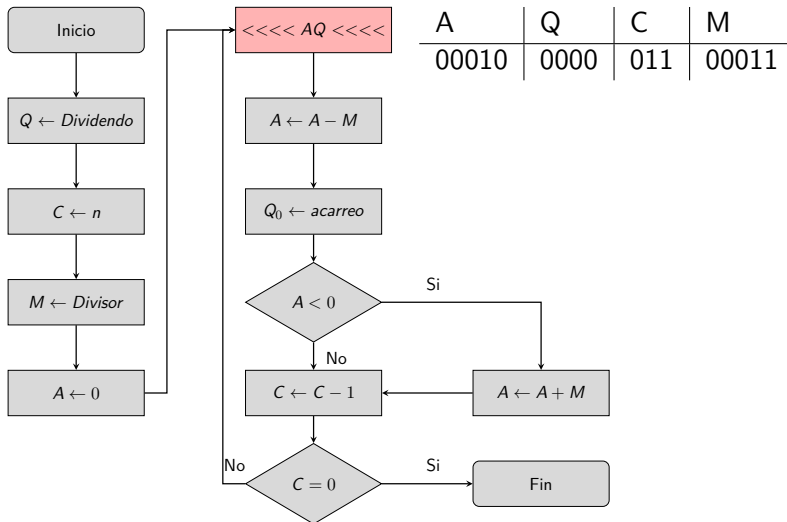 Inicio
Q ← Dividendo
C ← n
M ← Divisor
A ← 0
<<<< AQ <<<<
A ← A − M
Q₀ ← acarreo
A < 0
Si
No
C ← C − 1
A ← A + M
C = 0
No
Si
Fin
A Q C M
00010 0000 011 00011